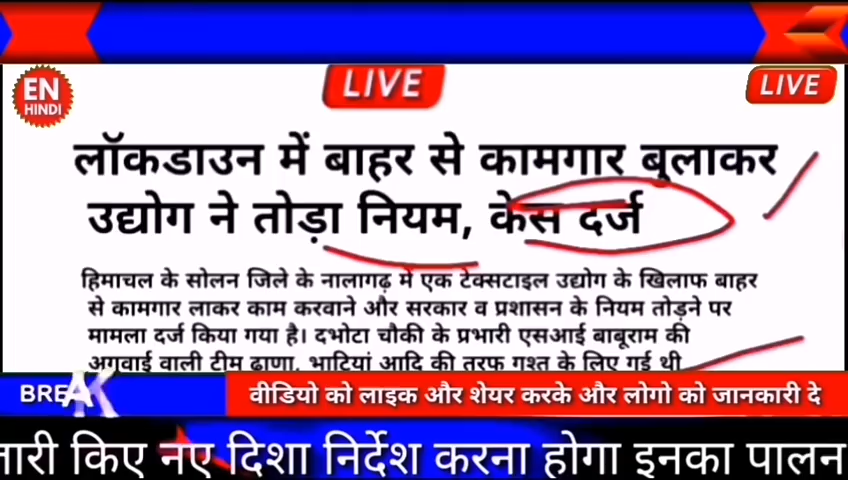 EN
HINDI
LIVE
LIVE
लॉकडाउन में बाहर से कामगार बुलाकर
उद्योग ने तोड़ा नियम, केस दर्ज
हिमाचल के सोलन जिले के नालागढ़ में एक टेक्सटाइल उद्योग के खिलाफ बाहर
से कामगार लाकर काम करवाने और सरकार व प्रशासन के नियम तोड़ने पर
मामला दर्ज किया गया है। दभोटा चौकी के प्रभारी एसआई बाबूराम की
अगवाई वाली टीम ढाणा, भाटियां आदि की तरफ गश्त के लिए गई थी
BREAK
वीडियो को लाइक और शेयर करके और लोगो को जानकारी दे
किए नए दिशा निर्देश करना होगा इनका पालन